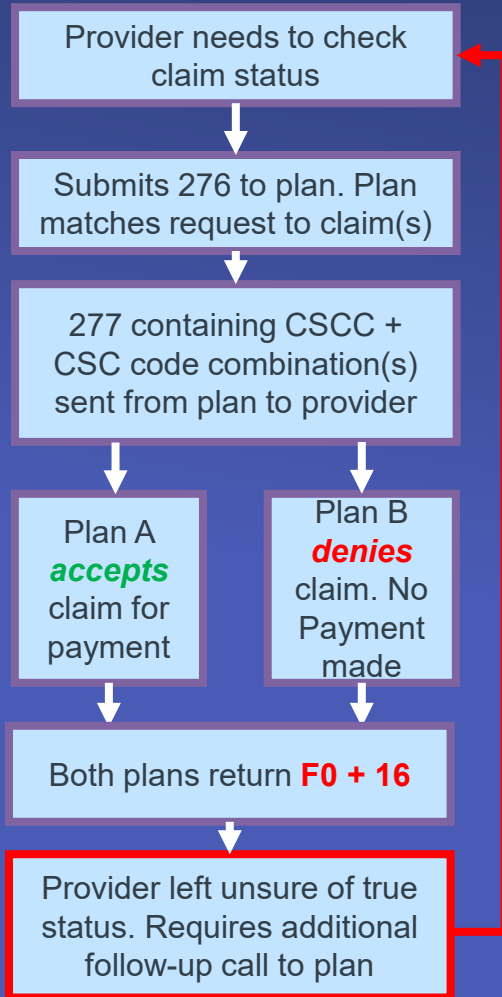 Provider needs to check
claim status
Submits 276 to plan. Plan
matches request to claim(s)
277 containing CSCC +
CSC code combination(s)
sent from plan to provider
Plan A
accepts
claim for
payment
Plan B
denies
claim. No
Payment
made
Both plans return F0 + 16
Provider left unsure of true
status. Requires additional
follow-up call to plan